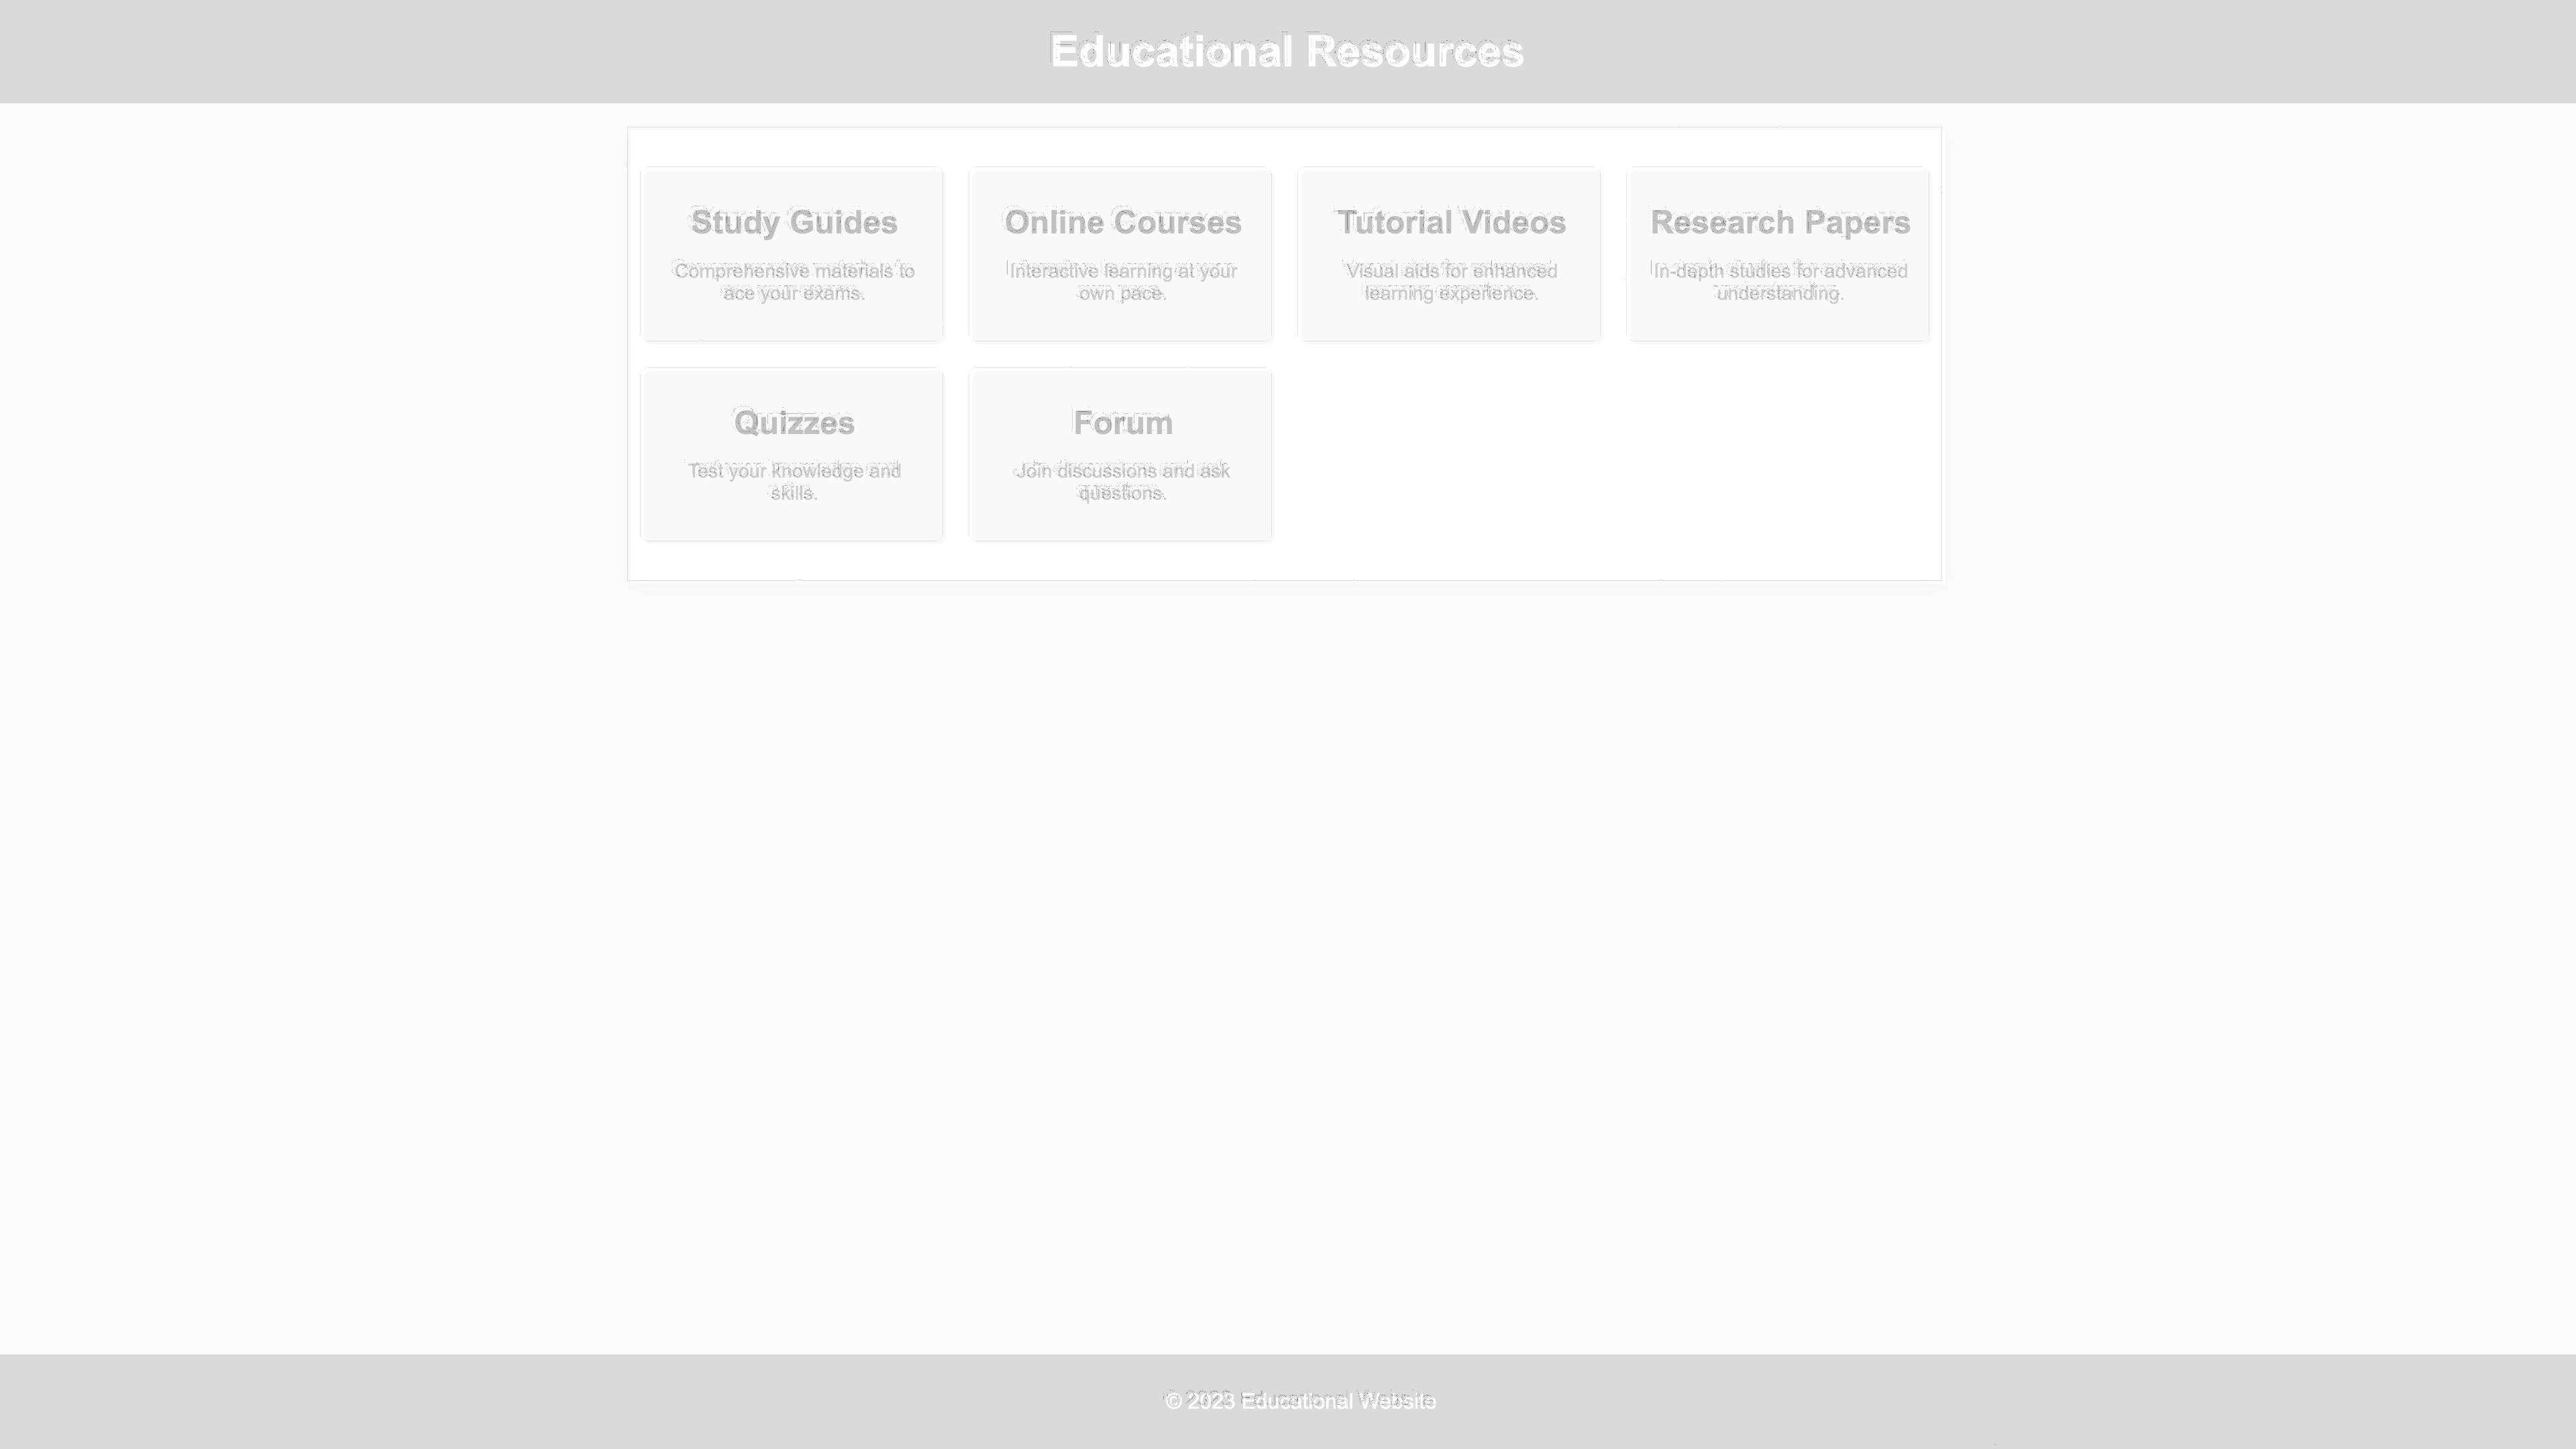 Educational Resources
Study Guides
Comprehensive materials to
ace your exams.
Online Courses
Interactive learning at your
own pace.
Tutorial Videos
Visual aids for enhanced
learning experience.
Research Papers
In-depth studies for advanced
understanding.
Quizzes
Test your knowledge and
skills.
Forum
Join discussions and ask
questions.
© 2023 Educational Website